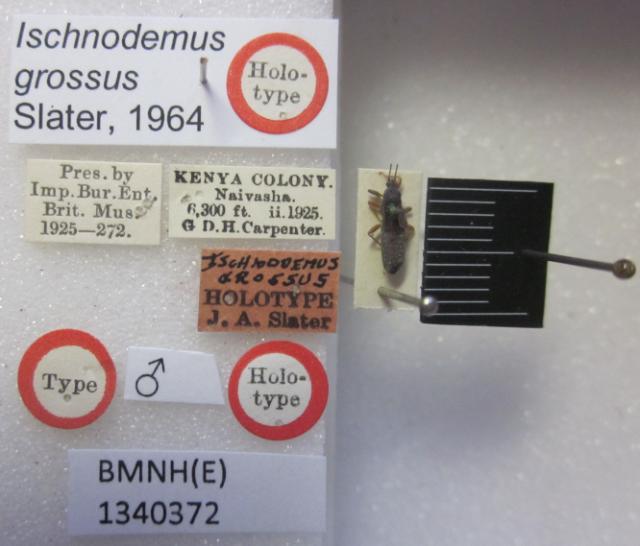 Ischnodemus
grossus
Slater, 1964
Holo-
type
Pres. by
Imp.Bur.Ent.
Brit. Mus.
1925—272.
KENYA COLONY.
Naivasha.
6,300 ft. ii.1925.
G D.H.Carpenter.
ISCHNODEMUS
GROSSUS
HOLOTYPE
J. A. Slater
Type
♂
Holo-
type
BMNH(E)
1340372